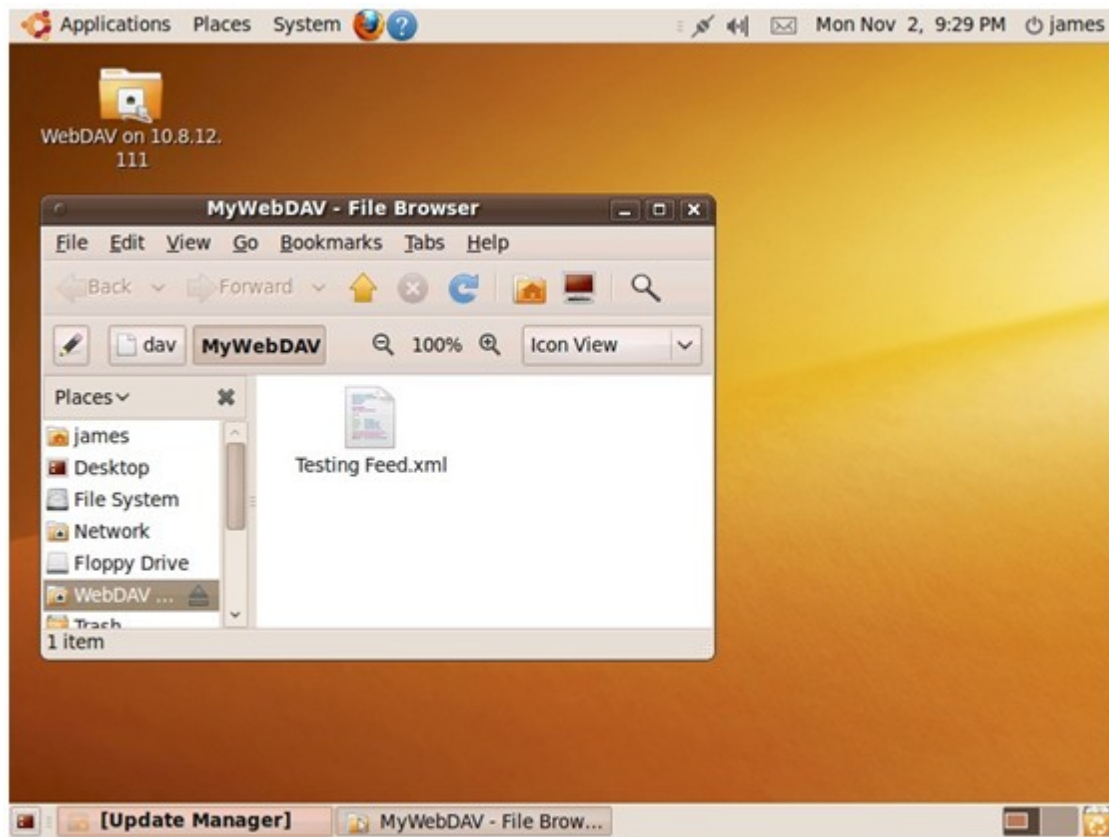 Applications Places System Mon Nov 2, 9:29 PM james
WebDAV on 10.8.12.
111
MyWebDAV - File Browser
File Edit View Go Bookmarks Tabs Help
Back Forward
dav MyWebDAV 100% Icon View
Places
james
Desktop
File System
Network
Floppy Drive
WebDAV ...
Trash
Testing Feed.xml
1 item
[Update Manager] MyWebDAV - File Brow...